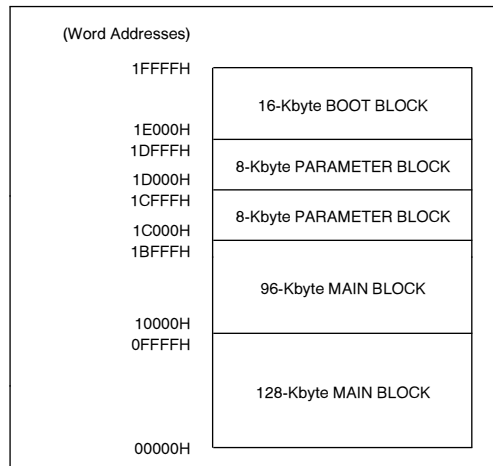 (Word Addresses)
1FFFFH
16-Kbyte BOOT BLOCK
1E000H
1DFFFH
8-Kbyte PARAMETER BLOCK
1D000H
1CFFFH
8-Kbyte PARAMETER BLOCK
1C000H
1BFFFH
96-Kbyte MAIN BLOCK
10000H
0FFFFH
128-Kbyte MAIN BLOCK
00000H